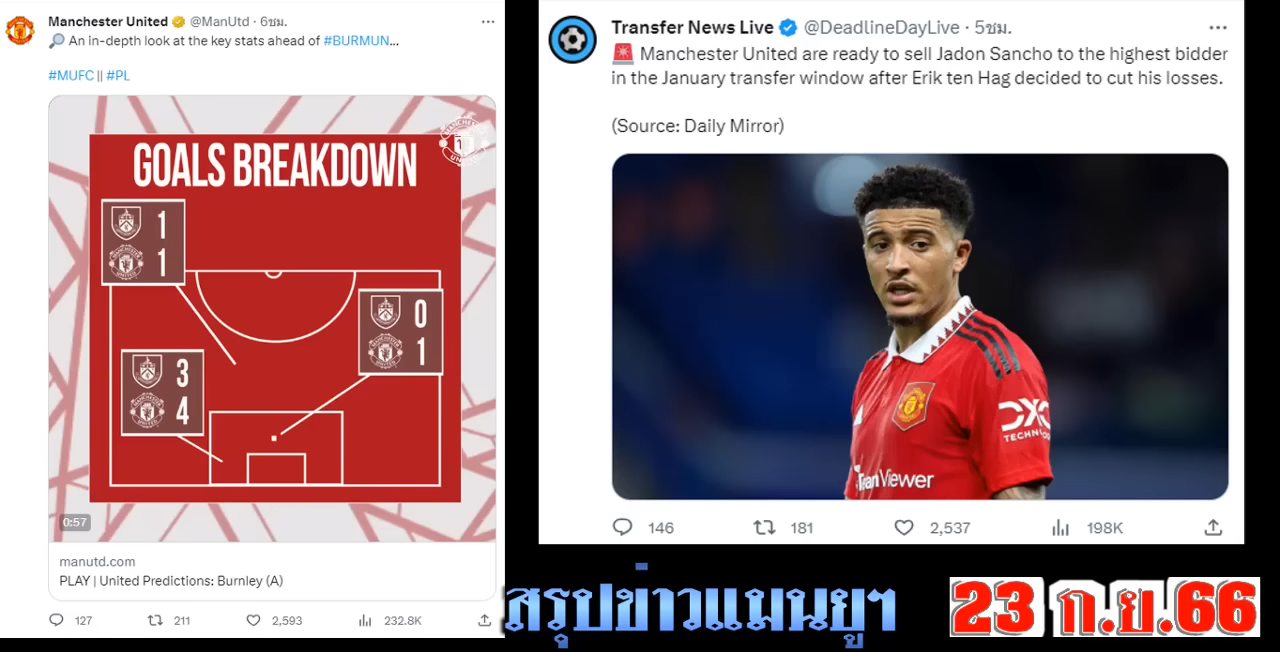 Manchester United @ManUtd · 6ชม.
An in-depth look at the key stats ahead of #BURMUN...
#MUFC || #PL
MANCHESTER
UNITED
GOALS BREAKDOWN
1
1
0
1
3
4
0:57
manutd.com
PLAY | United Predictions: Burnley (A)
127 211 2,593 232.8K
Transfer News Live @DeadlineDayLive · 5ชม.
Manchester United are ready to sell Jadon Sancho to the highest bidder
in the January transfer window after Erik ten Hag decided to cut his losses.
(Source: Daily Mirror)
DXC
TECHNOLO
TeamViewer
146 181 2,537 198K
สรุปข่าวแมนยูฯ 23 ก.ย.66